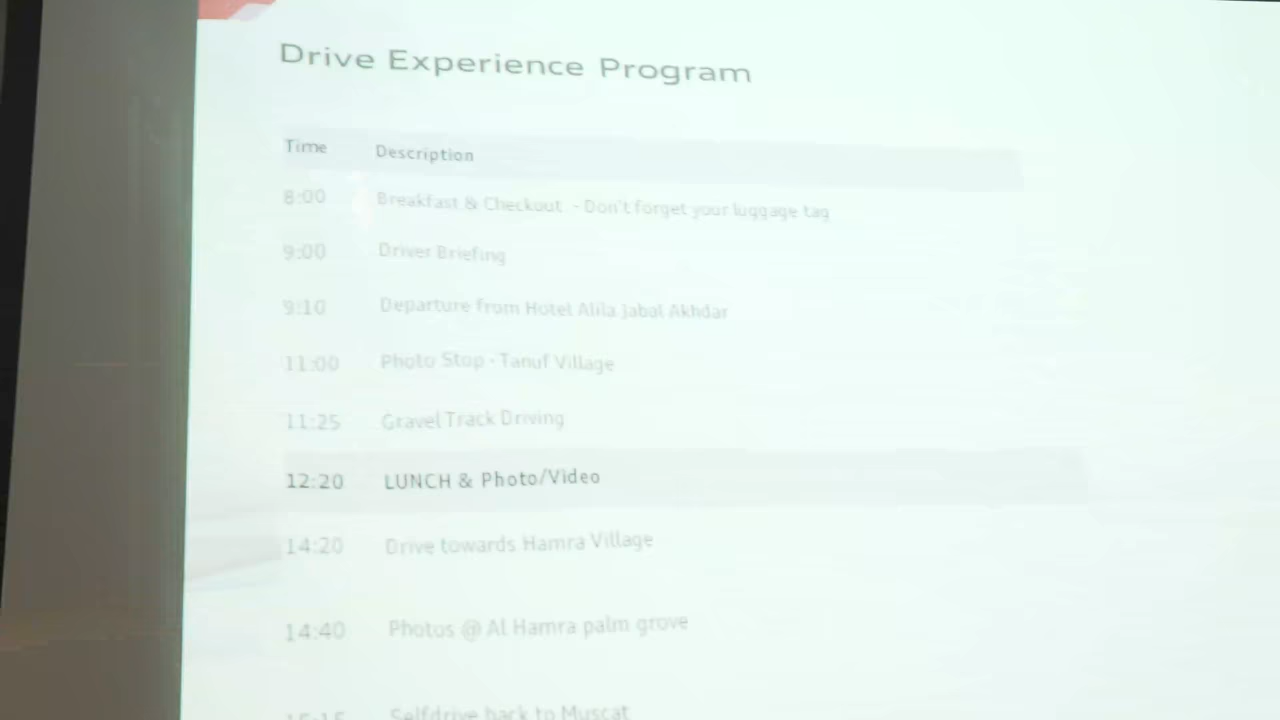 Drive Experience Program
Time Description
8:00 Breakfast & Checkout - Don't forget your luggage tag
9:00 Driver Briefing
9:10 Departure from Hotel Alila Jabal Akhdar
11:00 Photo Stop - Tanuf Village
11:25 Gravel Track Driving
12:20 LUNCH & Photo/Video
14:20 Drive towards Hamra Village
14:40 Photos @ Al Hamra palm grove
15:15 Selfdrive back to Muscat